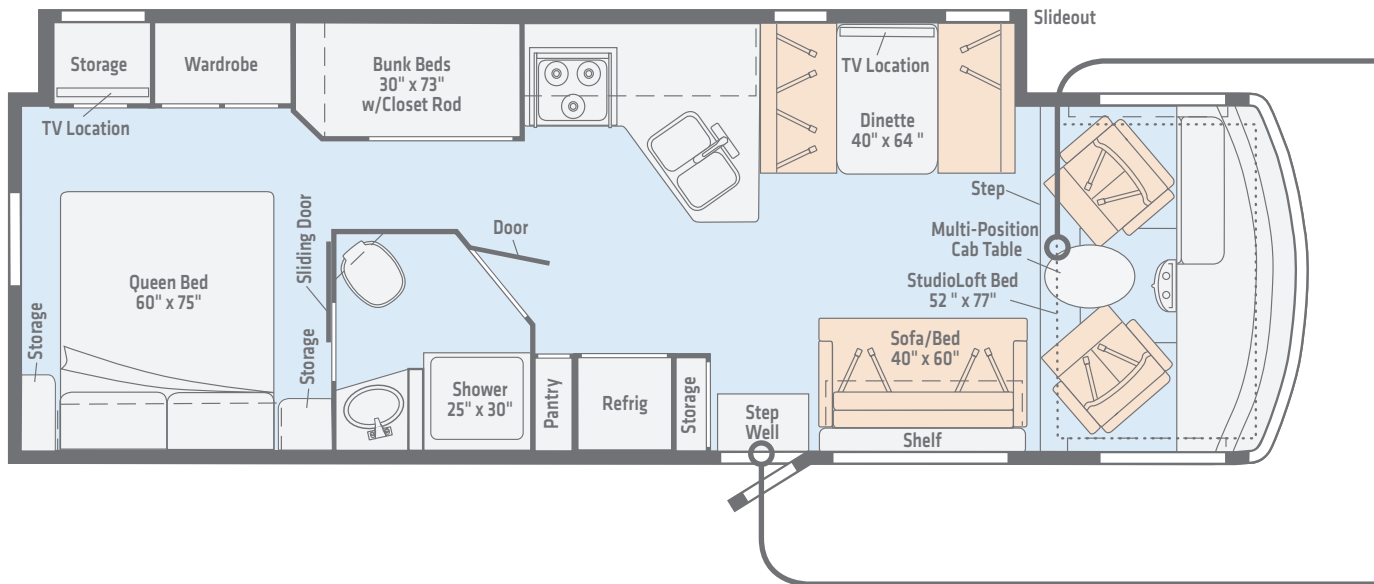 Slideout
Storage
Wardrobe
Bunk Beds
30" x 73"
w/Closet Rod
TV Location
Dinette
40" x 64 "
TV Location
Step
Multi-Position
Cab Table
StudioLoft Bed
52 " x 77"
Sliding Door
Door
Queen Bed
60" x 75"
Storage
Storage
Shower
25" x 30"
Pantry
Refrig
Storage
Step
Well
Sofa/Bed
40" x 60"
Shelf